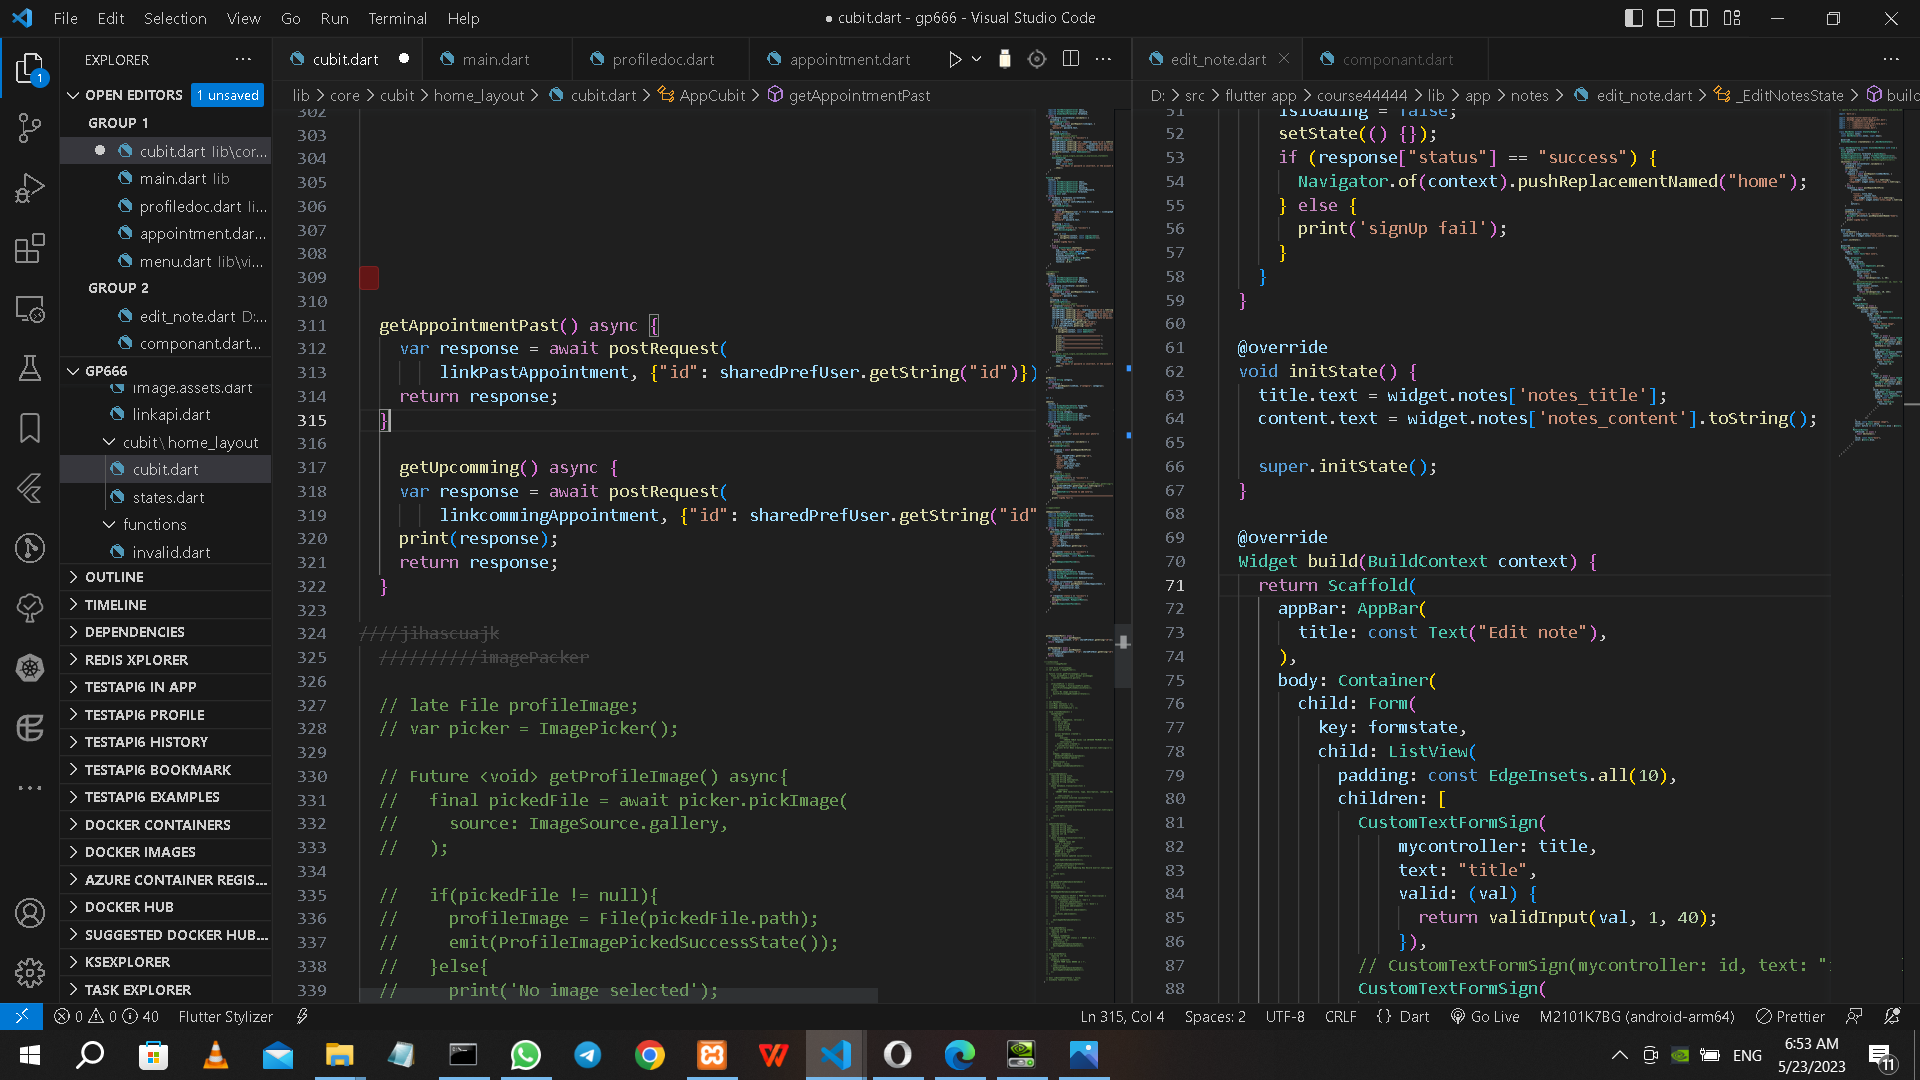 File Edit Selection View Go Run Terminal Help
● cubit.dart - gp666 - Visual Studio Code
EXPLORER
OPEN EDITORS 1 unsaved
GROUP 1
cubit.dart lib\cor...
main.dart lib
profiledoc.dart li...
appointment.dar...
menu.dart lib\vi...
GROUP 2
edit_note.dart D:...
componant.dart...
GP666
image.assets.dart
linkapi.dart
cubit\home_layout
cubit.dart
states.dart
functions
invalid.dart
OUTLINE
TIMELINE
DEPENDENCIES
REDIS XPLORER
TESTAPI6 IN APP
TESTAPI6 PROFILE
TESTAPI6 HISTORY
TESTAPI6 BOOKMARK
TESTAPI6 EXAMPLES
DOCKER CONTAINERS
DOCKER IMAGES
AZURE CONTAINER REGIS...
DOCKER HUB
SUGGESTED DOCKER HUB...
KSEXPLORER
TASK EXPLORER
1
cubit.dart main.dart profiledoc.dart appointment.dart
lib > core > cubit > home_layout > cubit.dart > AppCubit > getAppointmentPast
302
303
304
305
306
307
308
309
310
311 getAppointmentPast() async {
312 var response = await postRequest(
313 linkPastAppointment, {"id": sharedPrefUser.getString("id")})
314 return response;
315 }
316
317 getUpcomming() async {
318 var response = await postRequest(
319 linkcommingAppointment, {"id": sharedPrefUser.getString("id"
320 print(response);
321 return response;
322 }
323
324 ////jihascuajk
325 //////////imagePacker
326
327 // late File profileImage;
328 // var picker = ImagePicker();
329
330 // Future <void> getProfileImage() async{
331 // final pickedFile = await picker.pickImage(
332 // source: ImageSource.gallery,
333 // );
334
335 // if(pickedFile != null){
336 // profileImage = File(pickedFile.path);
337 // emit(ProfileImagePickedSuccessState());
338 // }else{
339 // print('No image selected');
edit_note.dart componant.dart
D: > src > flutter app > course44444 > lib > app > notes > edit_note.dart > _EditNotesState > build
51 isloading = false;
52 setState(() {});
53 if (response["status"] == "success") {
54 Navigator.of(context).pushReplacementNamed("home");
55 } else {
56 print('signUp fail');
57 }
58 }
59 }
60
61 @override
62 void initState() {
63 title.text = widget.notes['notes_title'];
64 content.text = widget.notes['notes_content'].toString();
65
66 super.initState();
67 }
68
69 @override
70 Widget build(BuildContext context) {
71 return Scaffold(
72 appBar: AppBar(
73 title: const Text("Edit note"),
74 ),
75 body: Container(
76 child: Form(
77 key: formstate,
78 child: ListView(
79 padding: const EdgeInsets.all(10),
80 children: [
81 CustomTextFormSign(
82 mycontroller: title,
83 text: "title",
84 valid: (val) {
85 return validInput(val, 1, 40);
86 }),
87 // CustomTextFormSign(mycontroller: id, text: "
88 CustomTextFormSign(
0 0 40 Flutter Stylizer
Ln 315, Col 4 Spaces: 2 UTF-8 CRLF {} Dart Go Live M2101K7BG (android-arm64) Prettier
ENG
6:53 AM
5/23/2023
11